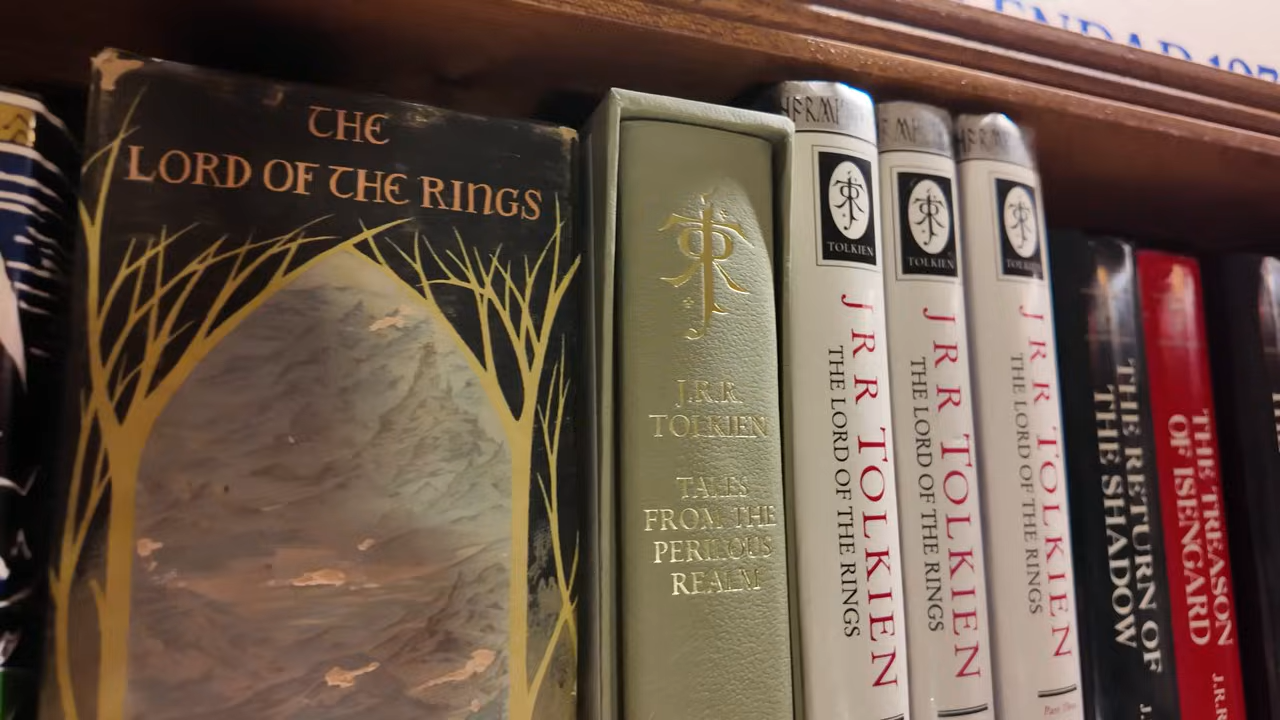 THE
LORD OF THE RINGS
J.R.R.
TOLKIEN
TALES
FROM THE
PERILOUS
REALM
TOLKIEN
J R R TOLKIEN
THE LORD OF THE RINGS
TOLKIEN
J R R TOLKIEN
THE LORD OF THE RINGS
TOLKIEN
J R R TOLKIEN
THE LORD OF THE RINGS
THE RETURN OF
THE SHADOW
THE TREASON
OF ISENGARD